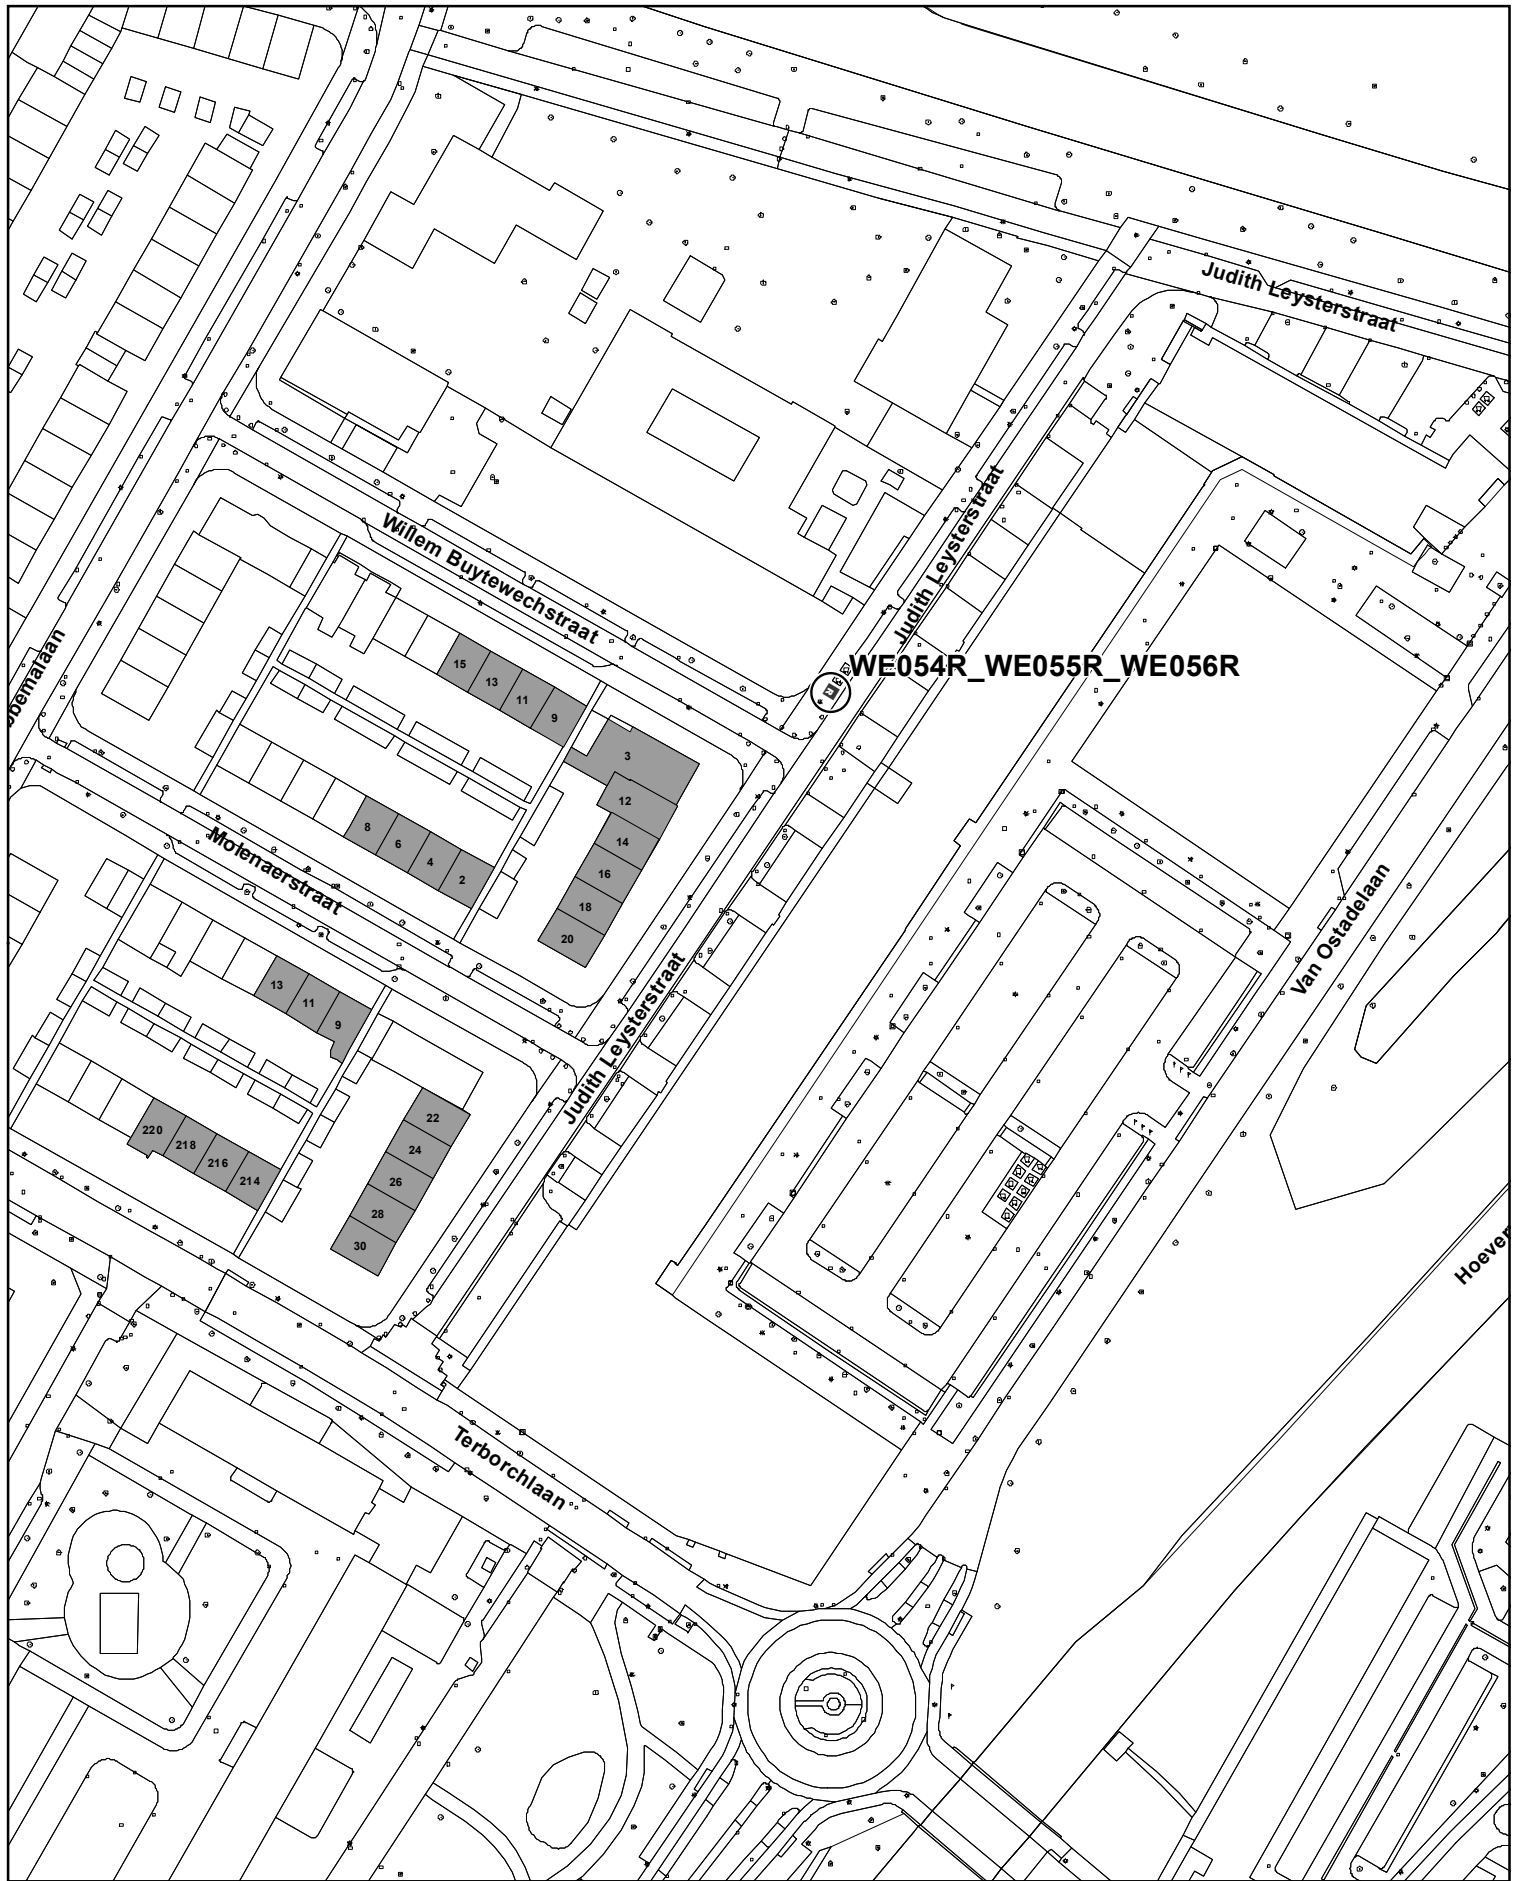 Judith Leysterstraat
Willem Buytewechstraat
Judith Leysterstraat
WE054R_WE055R_WE056R
R
bbemalaan
15
13
11
9
3
12
14
16
18
20
8
6
4
2
Molenaerstraat
Van Ostadelaan
Judith Leysterstraat
13
11
9
22
24
26
28
30
220
218
216
214
Hoever
Terborchlaan